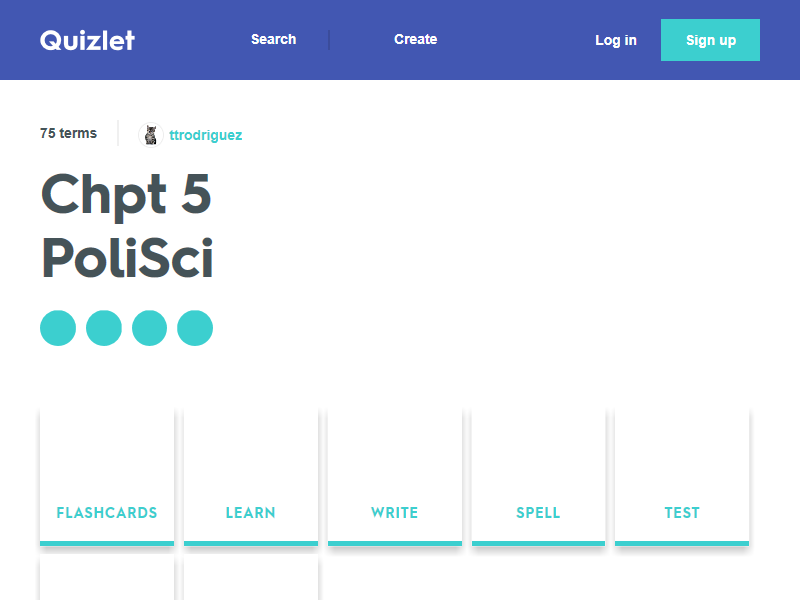 Quizlet
Search
Create
Log in
Sign up
75 terms
ttrodriguez
Chpt 5
PoliSci
FLASHCARDS
LEARN
WRITE
SPELL
TEST